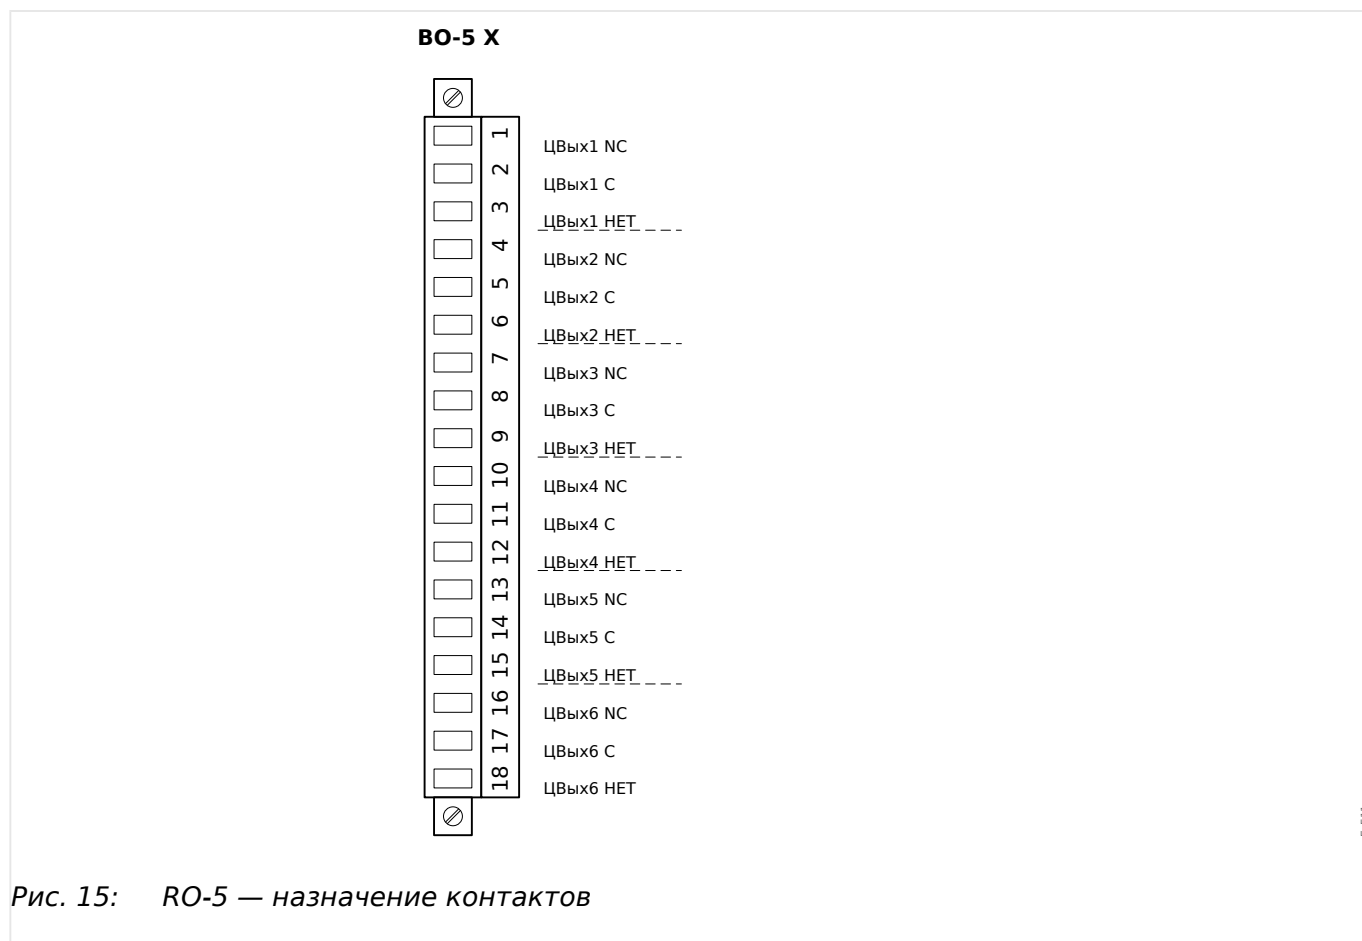 BO-5 X
1
ЦВых1 NC
2
ЦВых1 C
3
ЦВых1 НЕТ
4
ЦВых2 NC
5
ЦВых2 C
6
ЦВых2 НЕТ
7
ЦВых3 NC
8
ЦВых3 C
9
ЦВых3 НЕТ
10
ЦВых4 NC
11
ЦВых4 C
12
ЦВых4 НЕТ
13
ЦВых5 NC
14
ЦВых5 C
15
ЦВых5 НЕТ
16
ЦВых6 NC
17
ЦВых6 C
18
ЦВых6 НЕТ
Рис. 15: RO-5 — назначение контактов